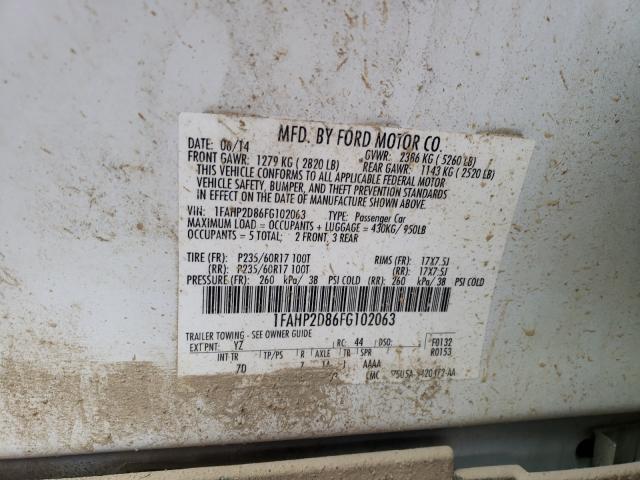 MFD. BY FORD MOTOR CO.
DATE: 06/14 GVWR: 2386 KG ( 5260 LB)
FRONT GAWR: 1279 KG ( 2820 LB) REAR GAWR: 1143 KG ( 2520 LB)
THIS VEHICLE CONFORMS TO ALL APPLICABLE FEDERAL MOTOR
VEHICLE SAFETY, BUMPER, AND THEFT PREVENTION STANDARDS
IN EFFECT ON THE DATE OF MANUFACTURE SHOWN ABOVE.
VIN: 1FAHP2D86FG102063 TYPE: Passenger Car
MAXIMUM LOAD = OCCUPANTS + LUGGAGE = 430KG/ 950LB
OCCUPANTS = 5 TOTAL; 2 FRONT, 3 REAR
TIRE (FR): P235/60R17 100T RIMS (FR): 17X7.5J
(RR): P235/60R17 100T (RR): 17X7.5J
PRESSURE (FR): 260 kPa/ 38 PSI COLD (RR): 260 kPa/ 38 PSI COLD
1FAHP2D86FG102063
TRAILER TOWING - SEE OWNER GUIDE
EXT PNT: YZ RC: 44 DSO: F0132
R0153
INT TR TP/PS R AXLE TR SPR
7D AAAA
LMC